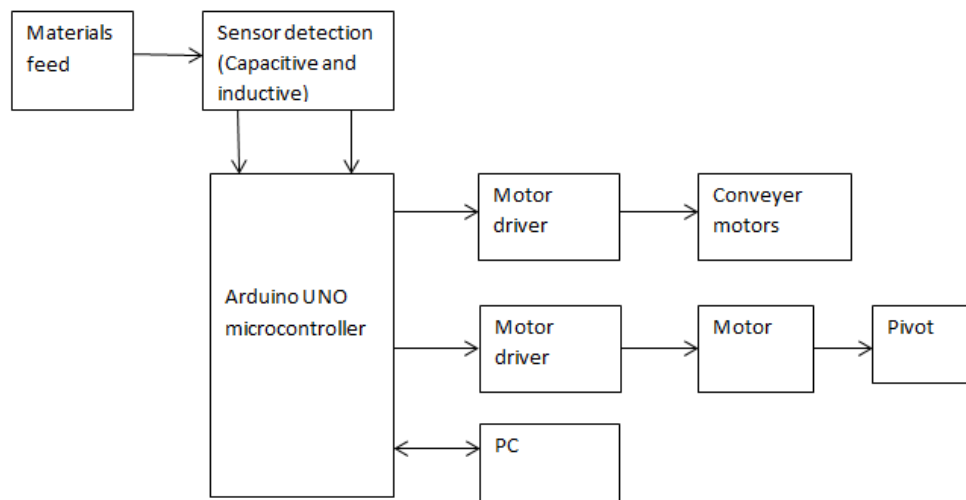 Materials
feed
Sensor detection
(Capacitive and
inductive)
Motor
driver
Conveyer
motors
Arduino UNO
microcontroller
Motor
driver
Motor
Pivot
PC